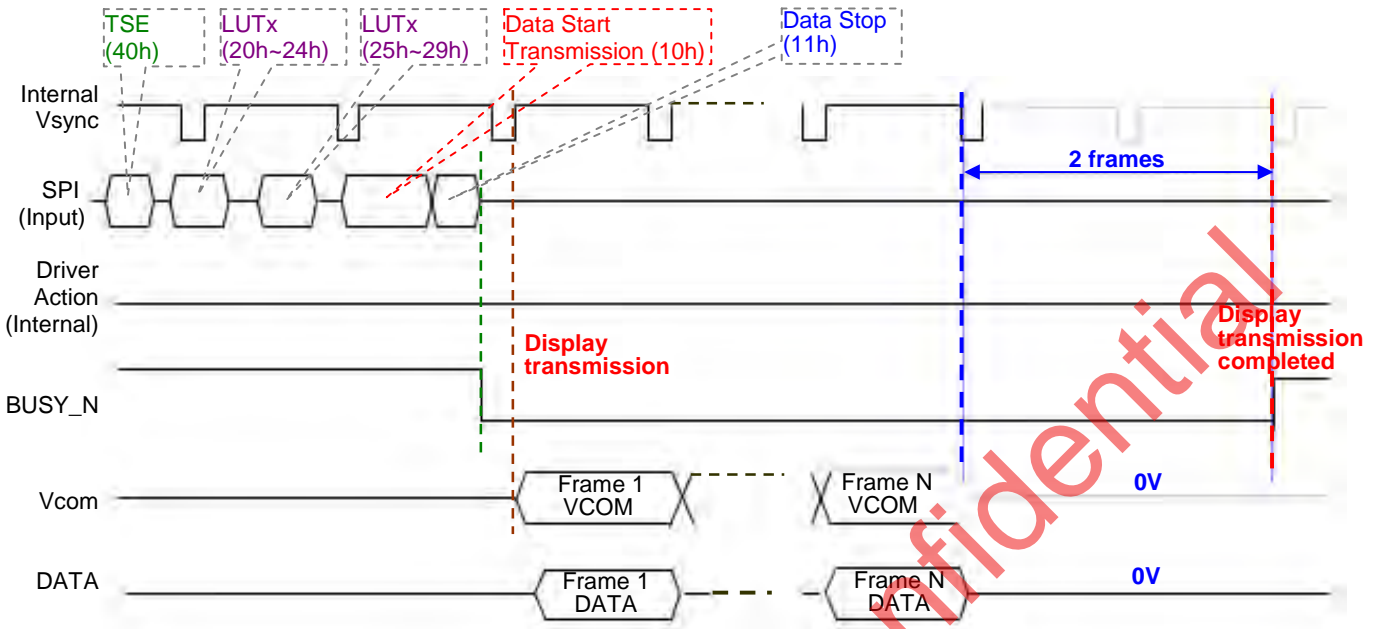 TSE
(40h)
LUTx
(20h~24h)
LUTx
(25h~29h)
Data Start
Transmission (10h)
Data Stop
(11h)
Internal
Vsync
2 frames
SPI
(Input)
Driver
Action
(Internal)
Display
transmission
Display
transmission
completed
BUSY_N
Vcom
Frame 1
VCOM
Frame N
VCOM
0V
DATA
Frame 1
DATA
Frame N
DATA
0V
nfidential